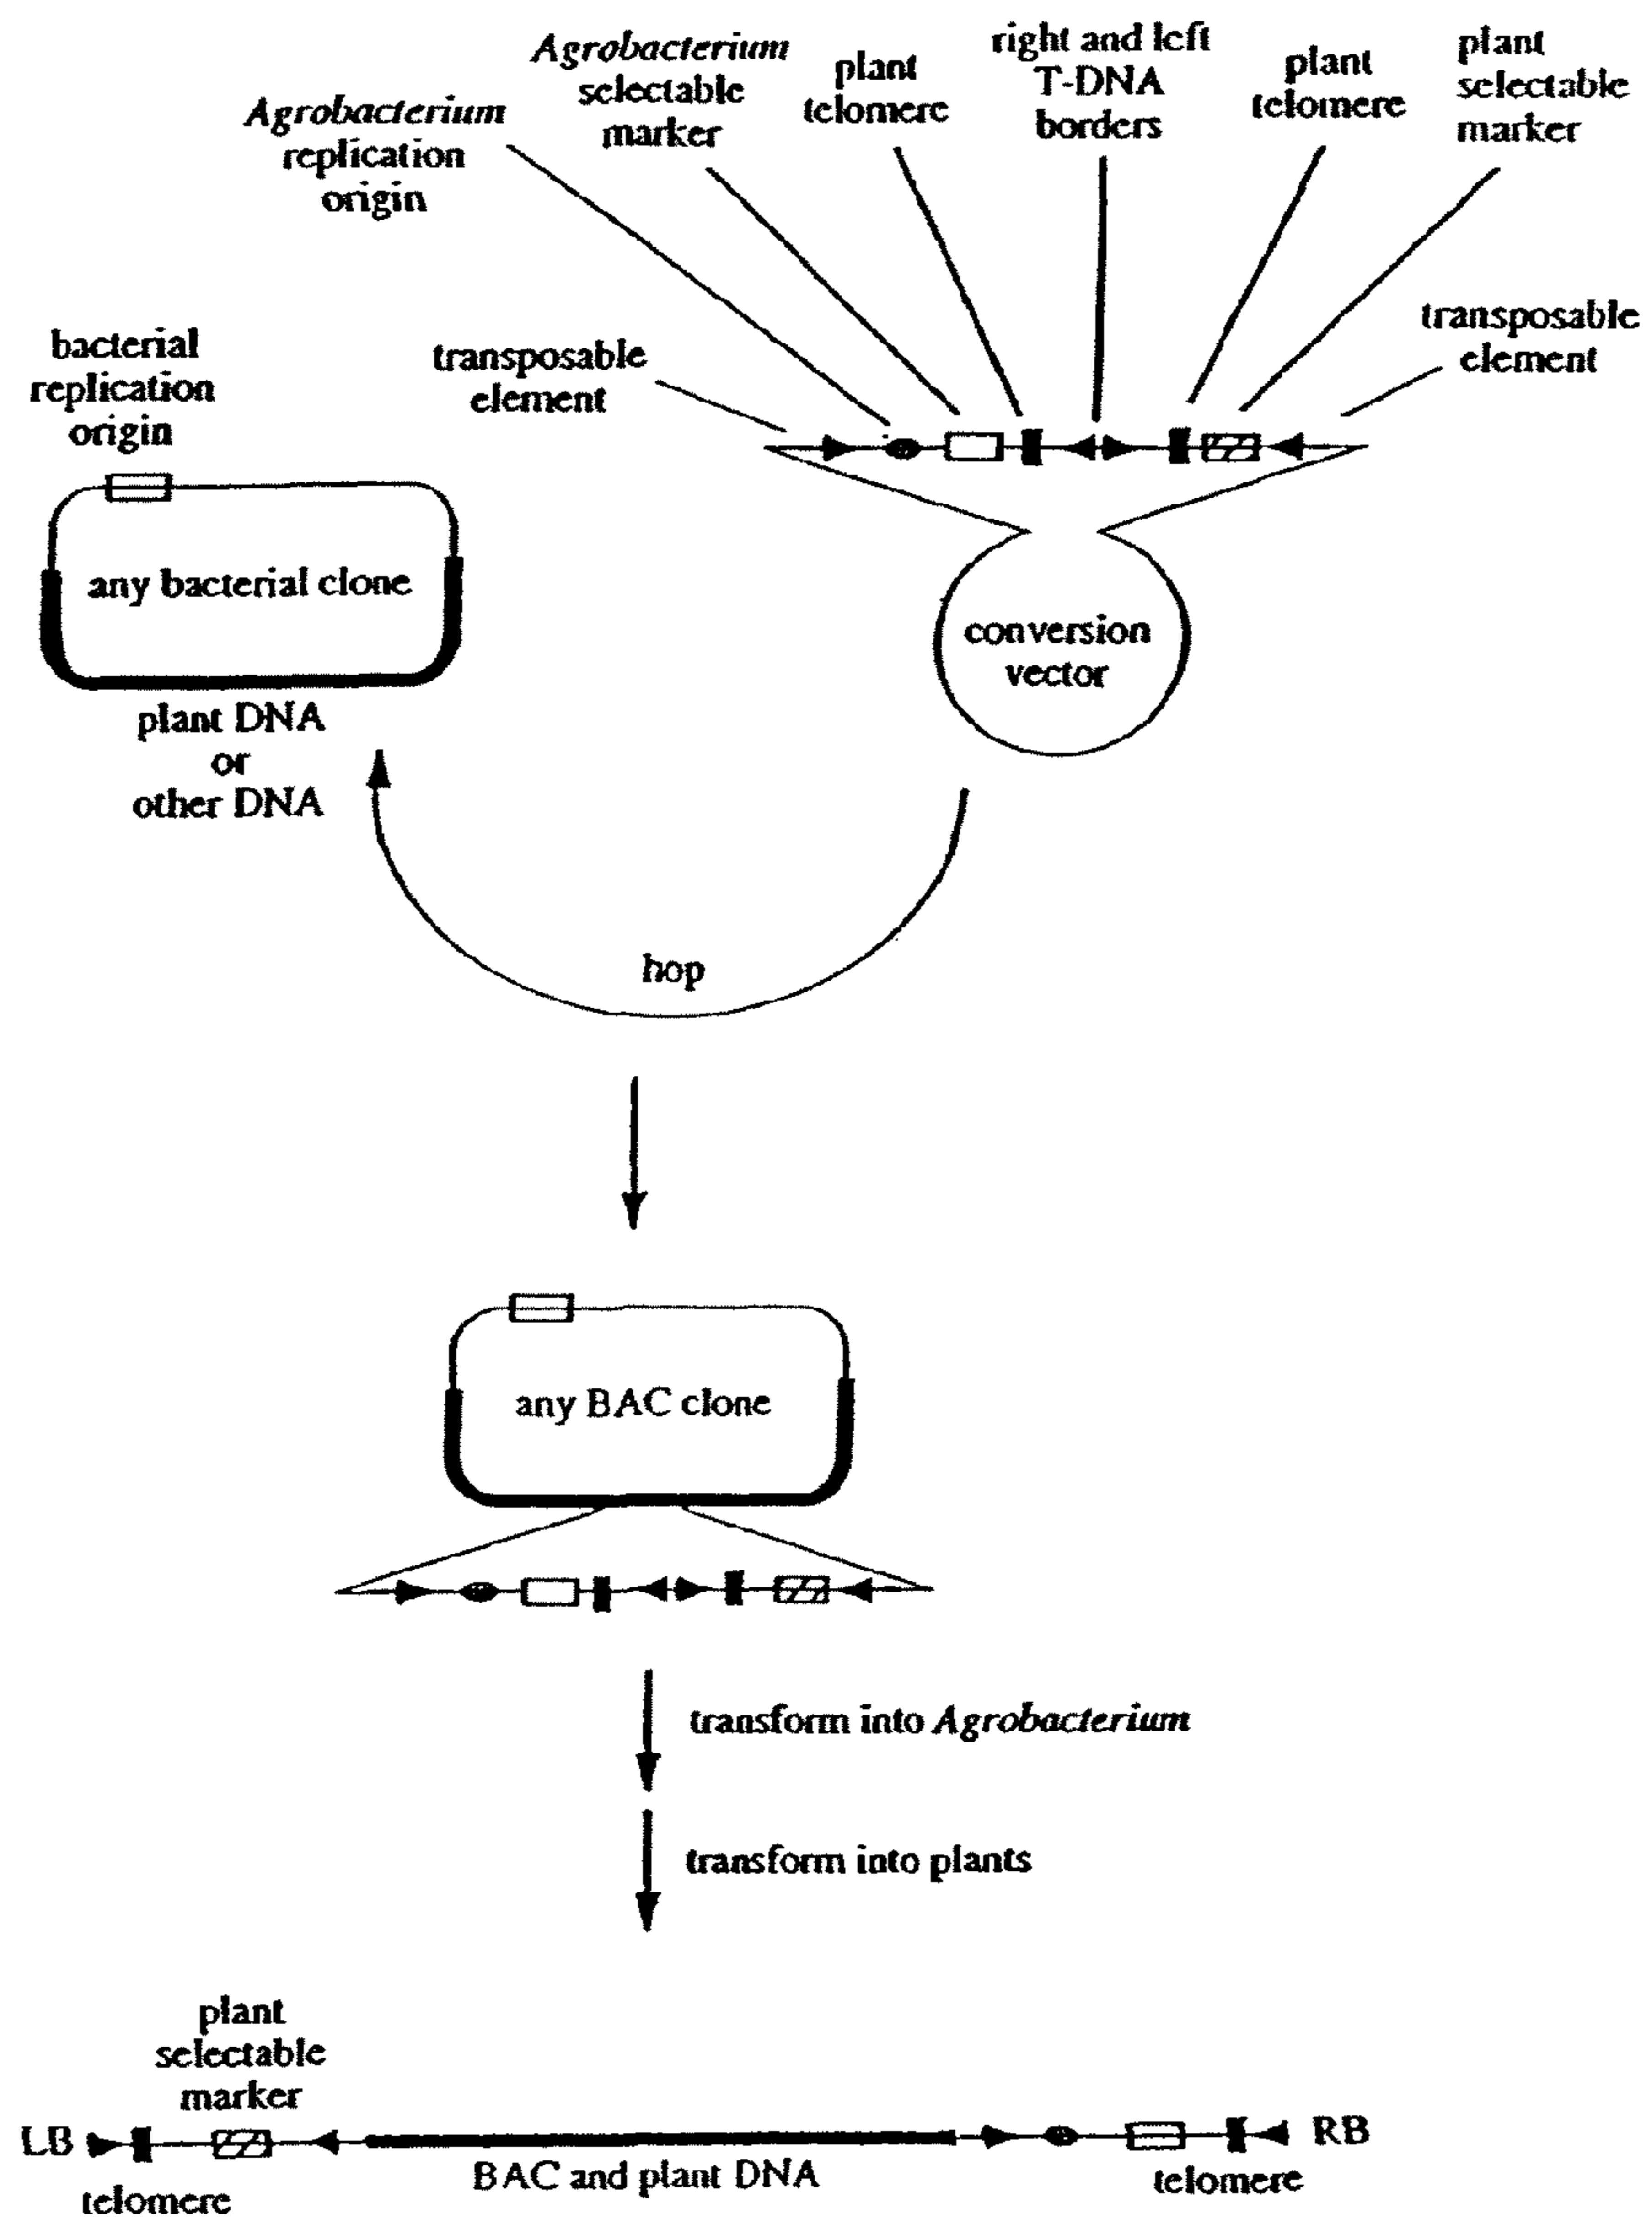 Agrobacterium
replication
origin
Agrobacterium
selectable
marker
plant
telomere
right and left
T-DNA
borders
plant
telomere
plant
selectable
marker
bacterial
replication
origin
transposable
element
transposable
element
any bacterial clone
conversion
vector
plant DNA
or
other DNA
hop
any BAC clone
transform into Agrobacterium
transform into plants
plant
selectable
marker
LB
RB
BAC and plant DNA
telomere
telomere